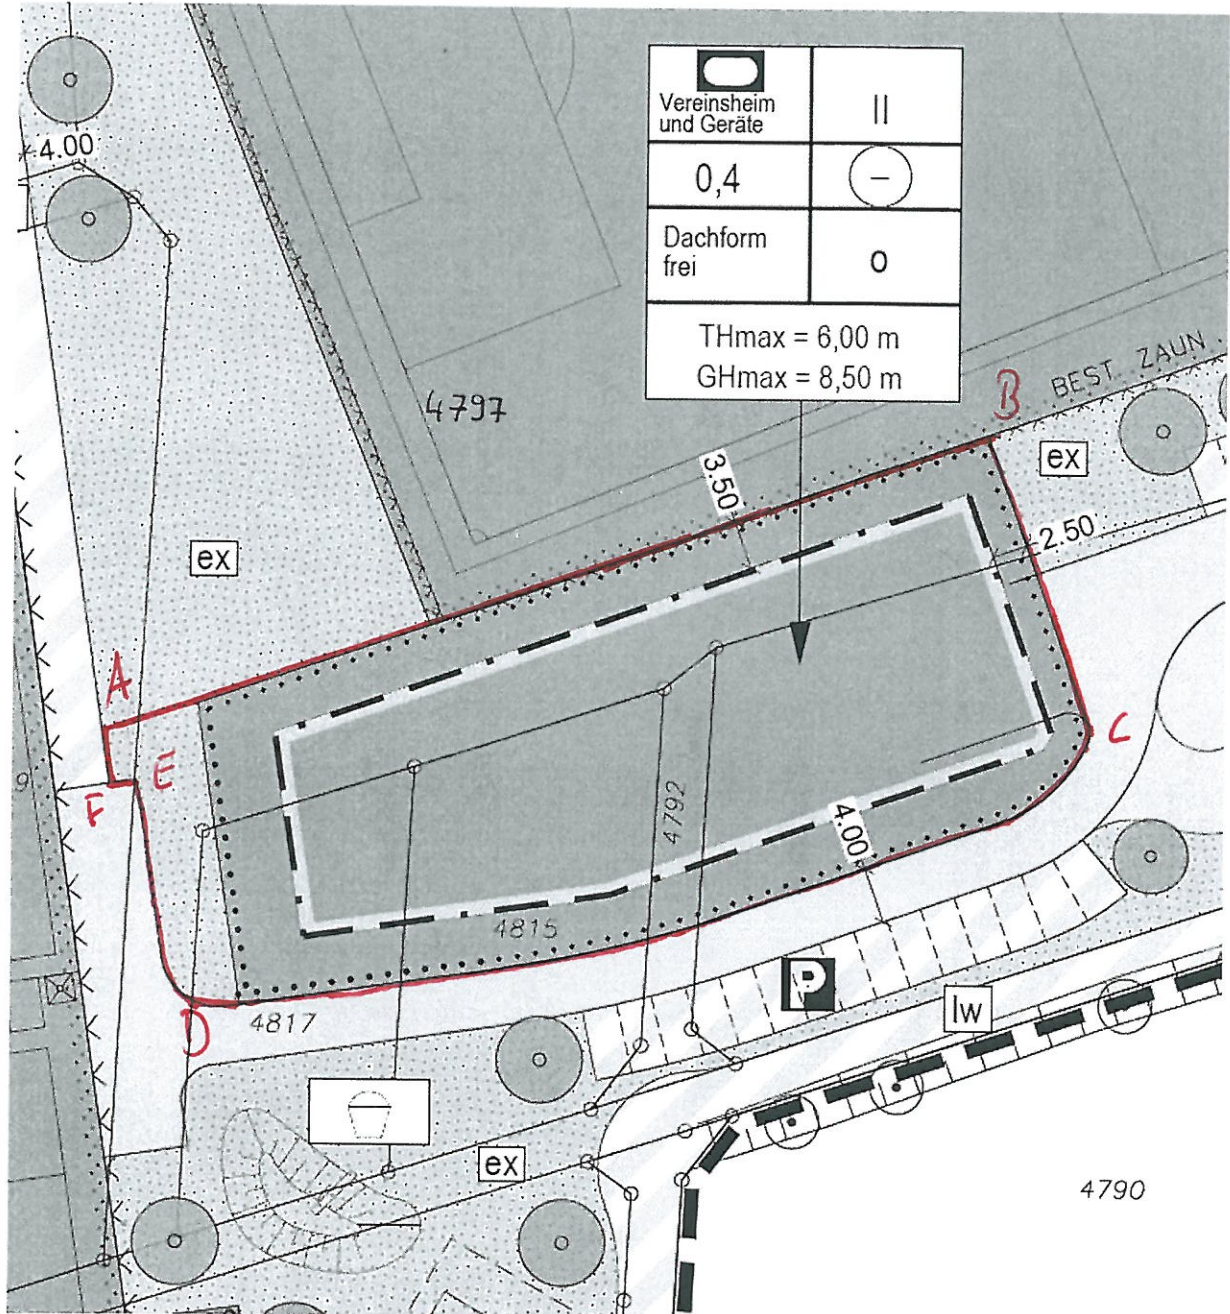 4.00
Vereinsheim
und Geräte
II
0,4
–
Dachform
frei
o
THmax = 6,00 m
GHmax = 8,50 m
4797
B
BEST. ZAUN
ex
3.50
ex
2.50
A
E
C
F
9
4792
4.00
4815
D
4817
P
lw
ex
4790